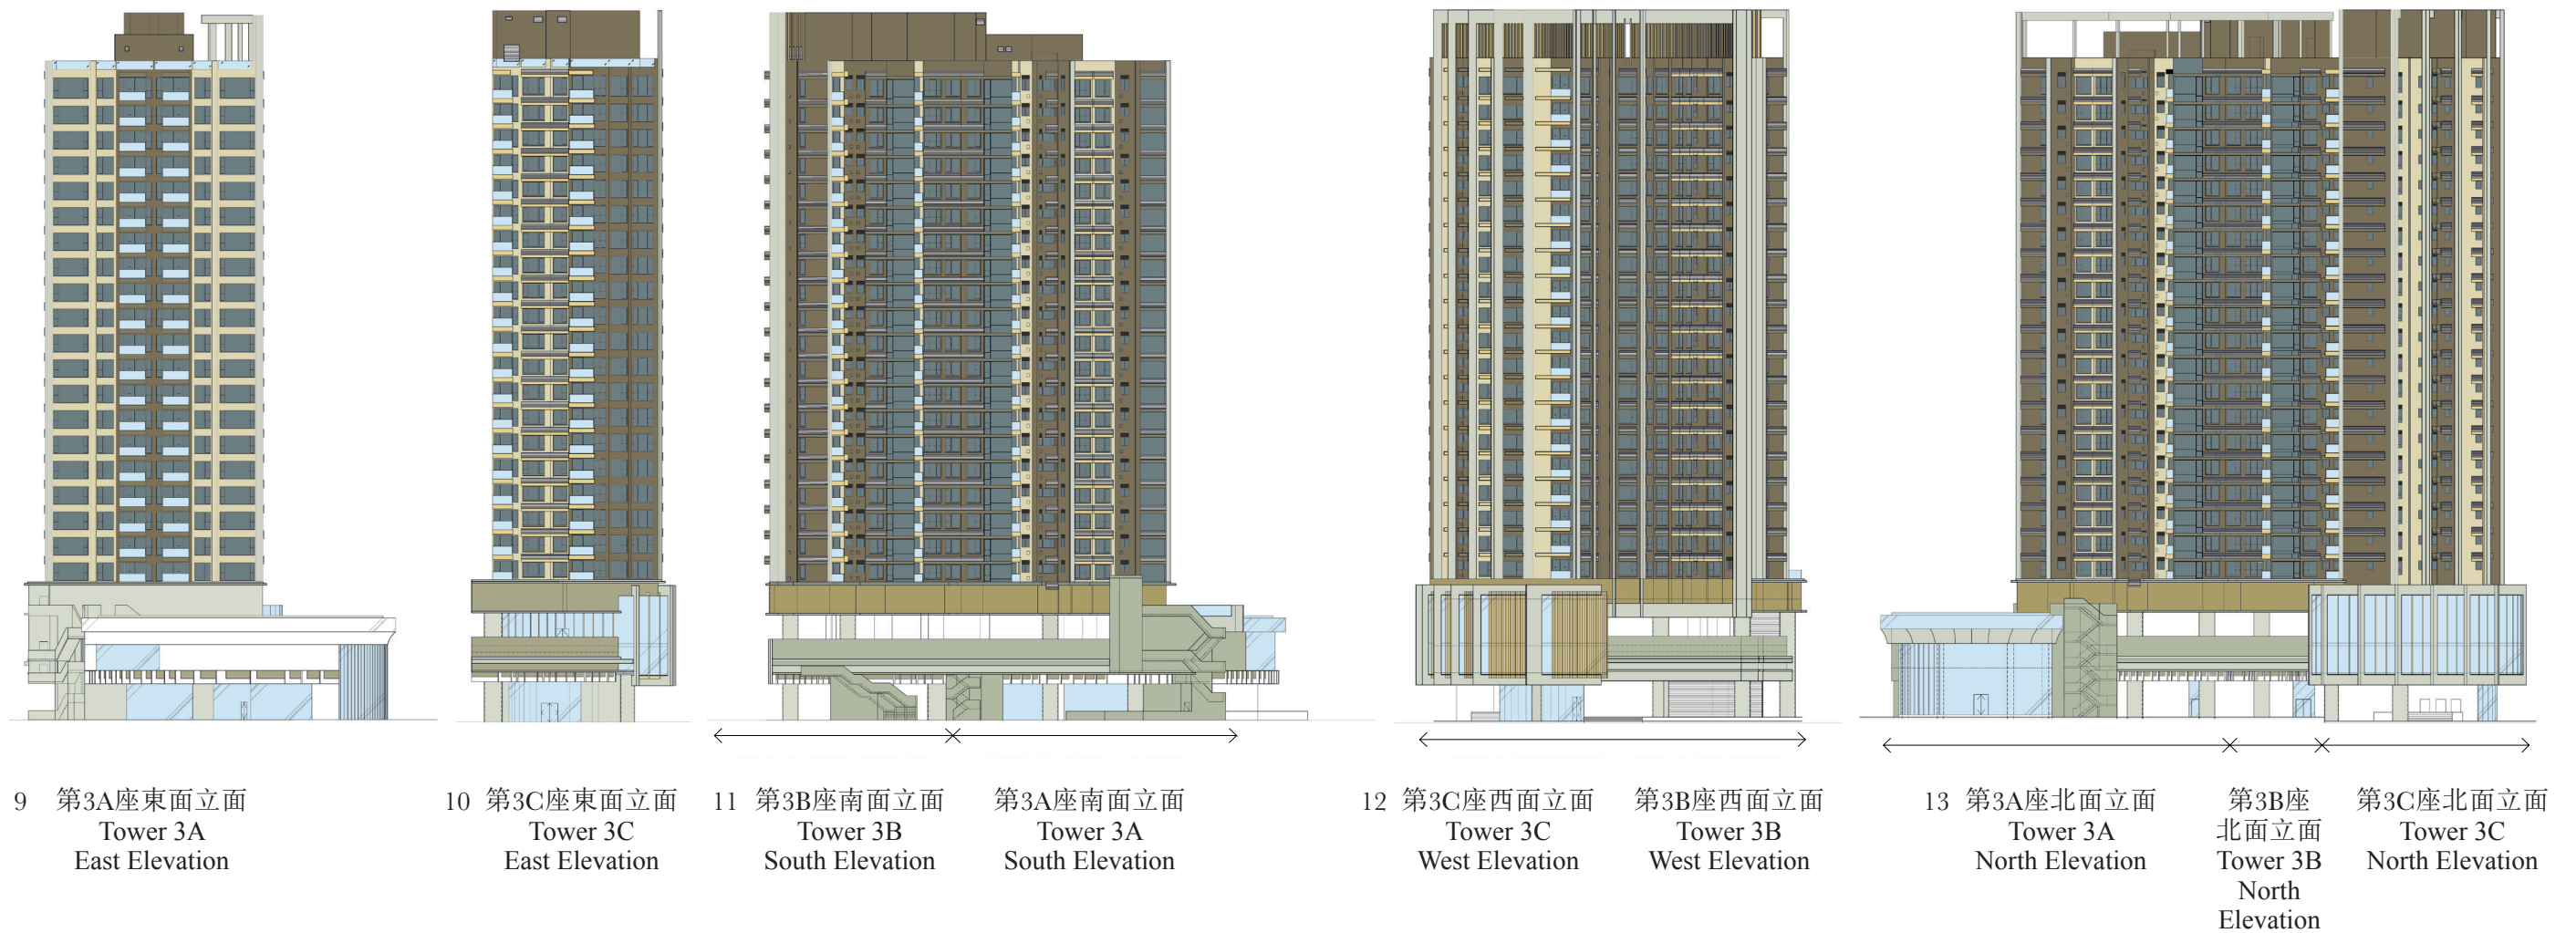 9 第3A座東面立面
Tower 3A
East Elevation
10 第3C座東面立面
Tower 3C
East Elevation
11 第3B座南面立面
Tower 3B
South Elevation
第3A座南面立面
Tower 3A
South Elevation
12 第3C座西面立面
Tower 3C
West Elevation
第3B座西面立面
Tower 3B
West Elevation
13 第3A座北面立面
Tower 3A
North Elevation
第3B座
北面立面
Tower 3B
North
Elevation
第3C座北面立面
Tower 3C
North Elevation